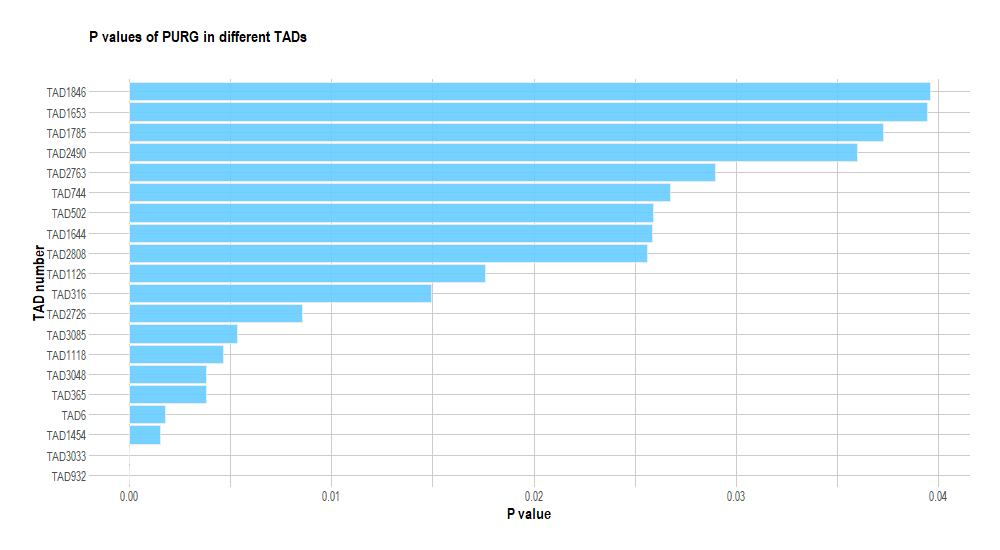 P values of PURG in different TADs
TAD number
TAD1846
TAD1653
TAD1785
TAD2490
TAD2763
TAD744
TAD502
TAD1644
TAD2808
TAD1126
TAD316
TAD2726
TAD3085
TAD1118
TAD3048
TAD365
TAD6
TAD1454
TAD3033
TAD932
0.00 0.01 0.02 0.03 0.04
P value